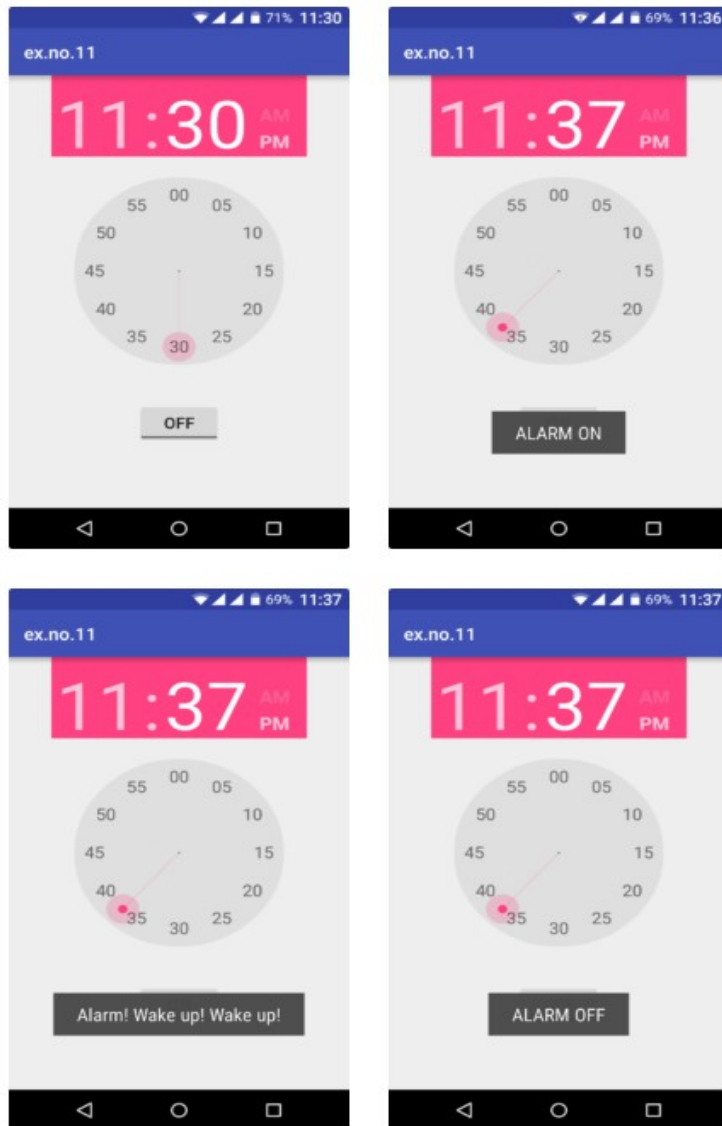 71% 11:30
ex.no.11
11:30 AM
PM
00
55 05
50 10
45 15
40 20
35 25
30
OFF
69% 11:36
ex.no.11
11:37 AM
PM
00
55 05
50 10
45 15
40 20
35 25
30
ALARM ON
69% 11:37
ex.no.11
11:37 AM
PM
00
55 05
50 10
45 15
40 20
35 25
30
Alarm! Wake up! Wake up!
69% 11:37
ex.no.11
11:37 AM
PM
00
55 05
50 10
45 15
40 20
35 25
30
ALARM OFF